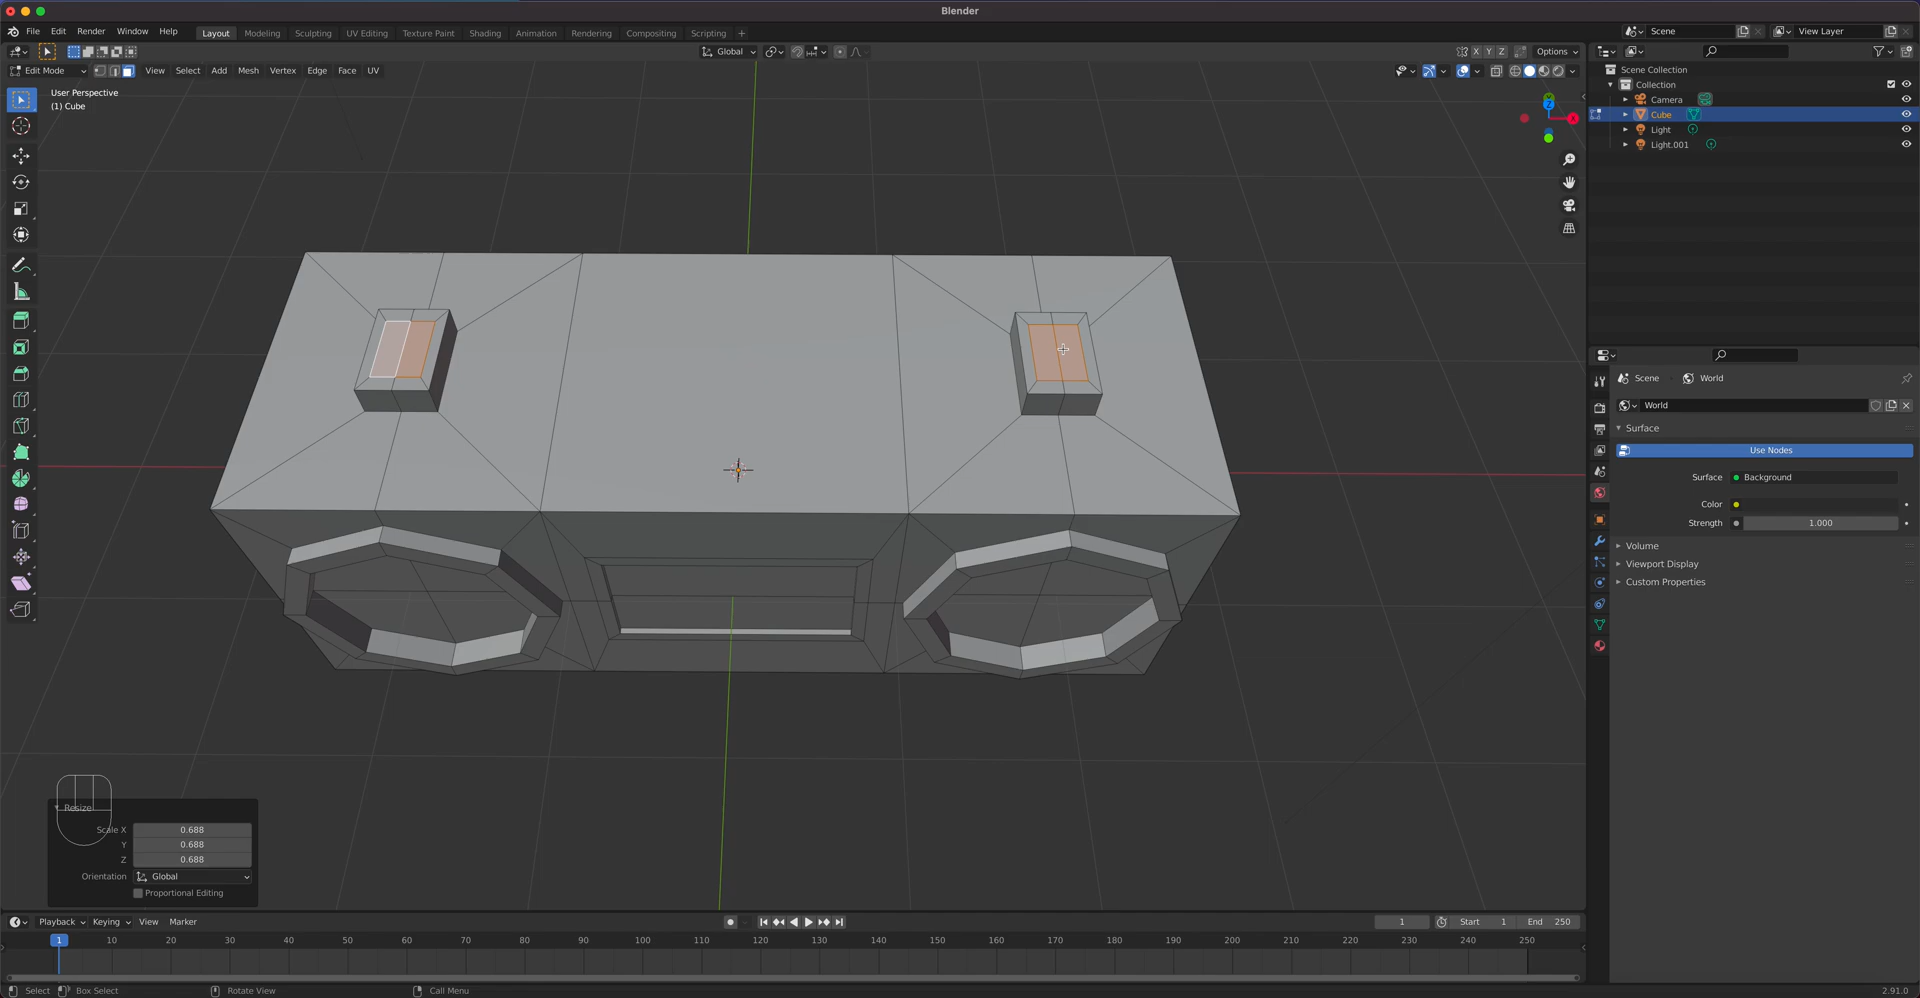 Blender
File Edit Render Window Help
Layout Modeling Sculpting UV Editing Texture Paint Shading Animation Rendering Compositing Scripting +
Scene View Layer
Global X Y Z Options
Edit Mode View Select Add Mesh Vertex Edge Face UV
User Perspective
(1) Cube
Scene Collection
Collection
Camera
Cube
Light
Light.001
Y
Z
X
Scene World
World
Surface
Use Nodes
Surface Background
Color
Strength 1.000
Volume
Viewport Display
Custom Properties
Resize
Scale X 0.688
Y 0.688
Z 0.688
Orientation Global
Proportional Editing
Playback Keying View Marker 1 Start 1 End 250
1 10 20 30 40 50 60 70 80 90 100 110 120 130 140 150 160 170 180 190 200 210 220 230 240 250
Select Box Select Rotate View Call Menu 2.91.0